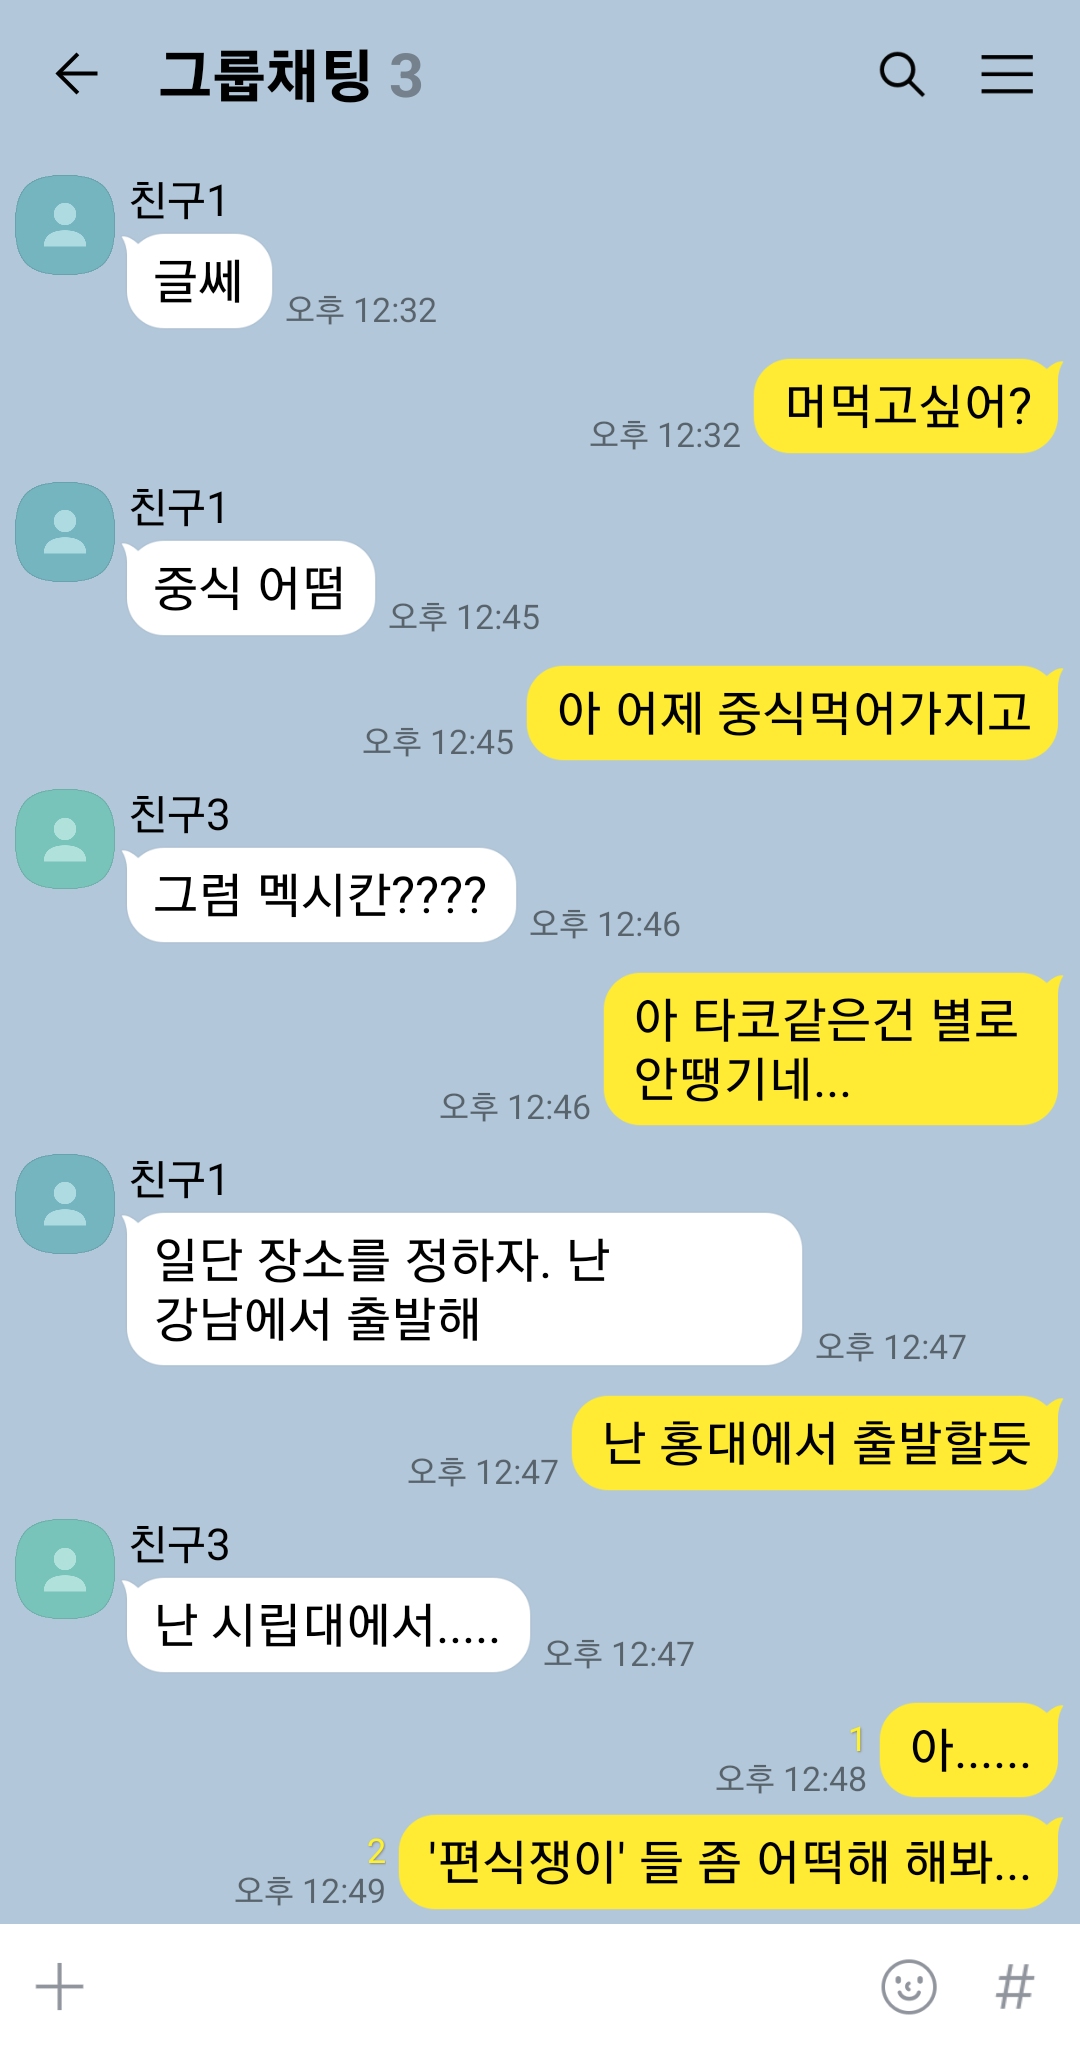 그룹채팅 3
친구1
글쎄
오후 12:32
머먹고싶어?
오후 12:32
친구1
중식 어떰
오후 12:45
아 어제 중식먹어가지고
오후 12:45
친구3
그럼 멕시칸????
오후 12:46
아 타코같은건 별로
안땡기네...
오후 12:46
친구1
일단 장소를 정하자. 난
강남에서 출발해
오후 12:47
난 홍대에서 출발할듯
오후 12:47
친구3
난 시립대에서.....
오후 12:47
1
아......
오후 12:48
2
'편식쟁이' 들 좀 어떡해 해봐...
오후 12:49
#